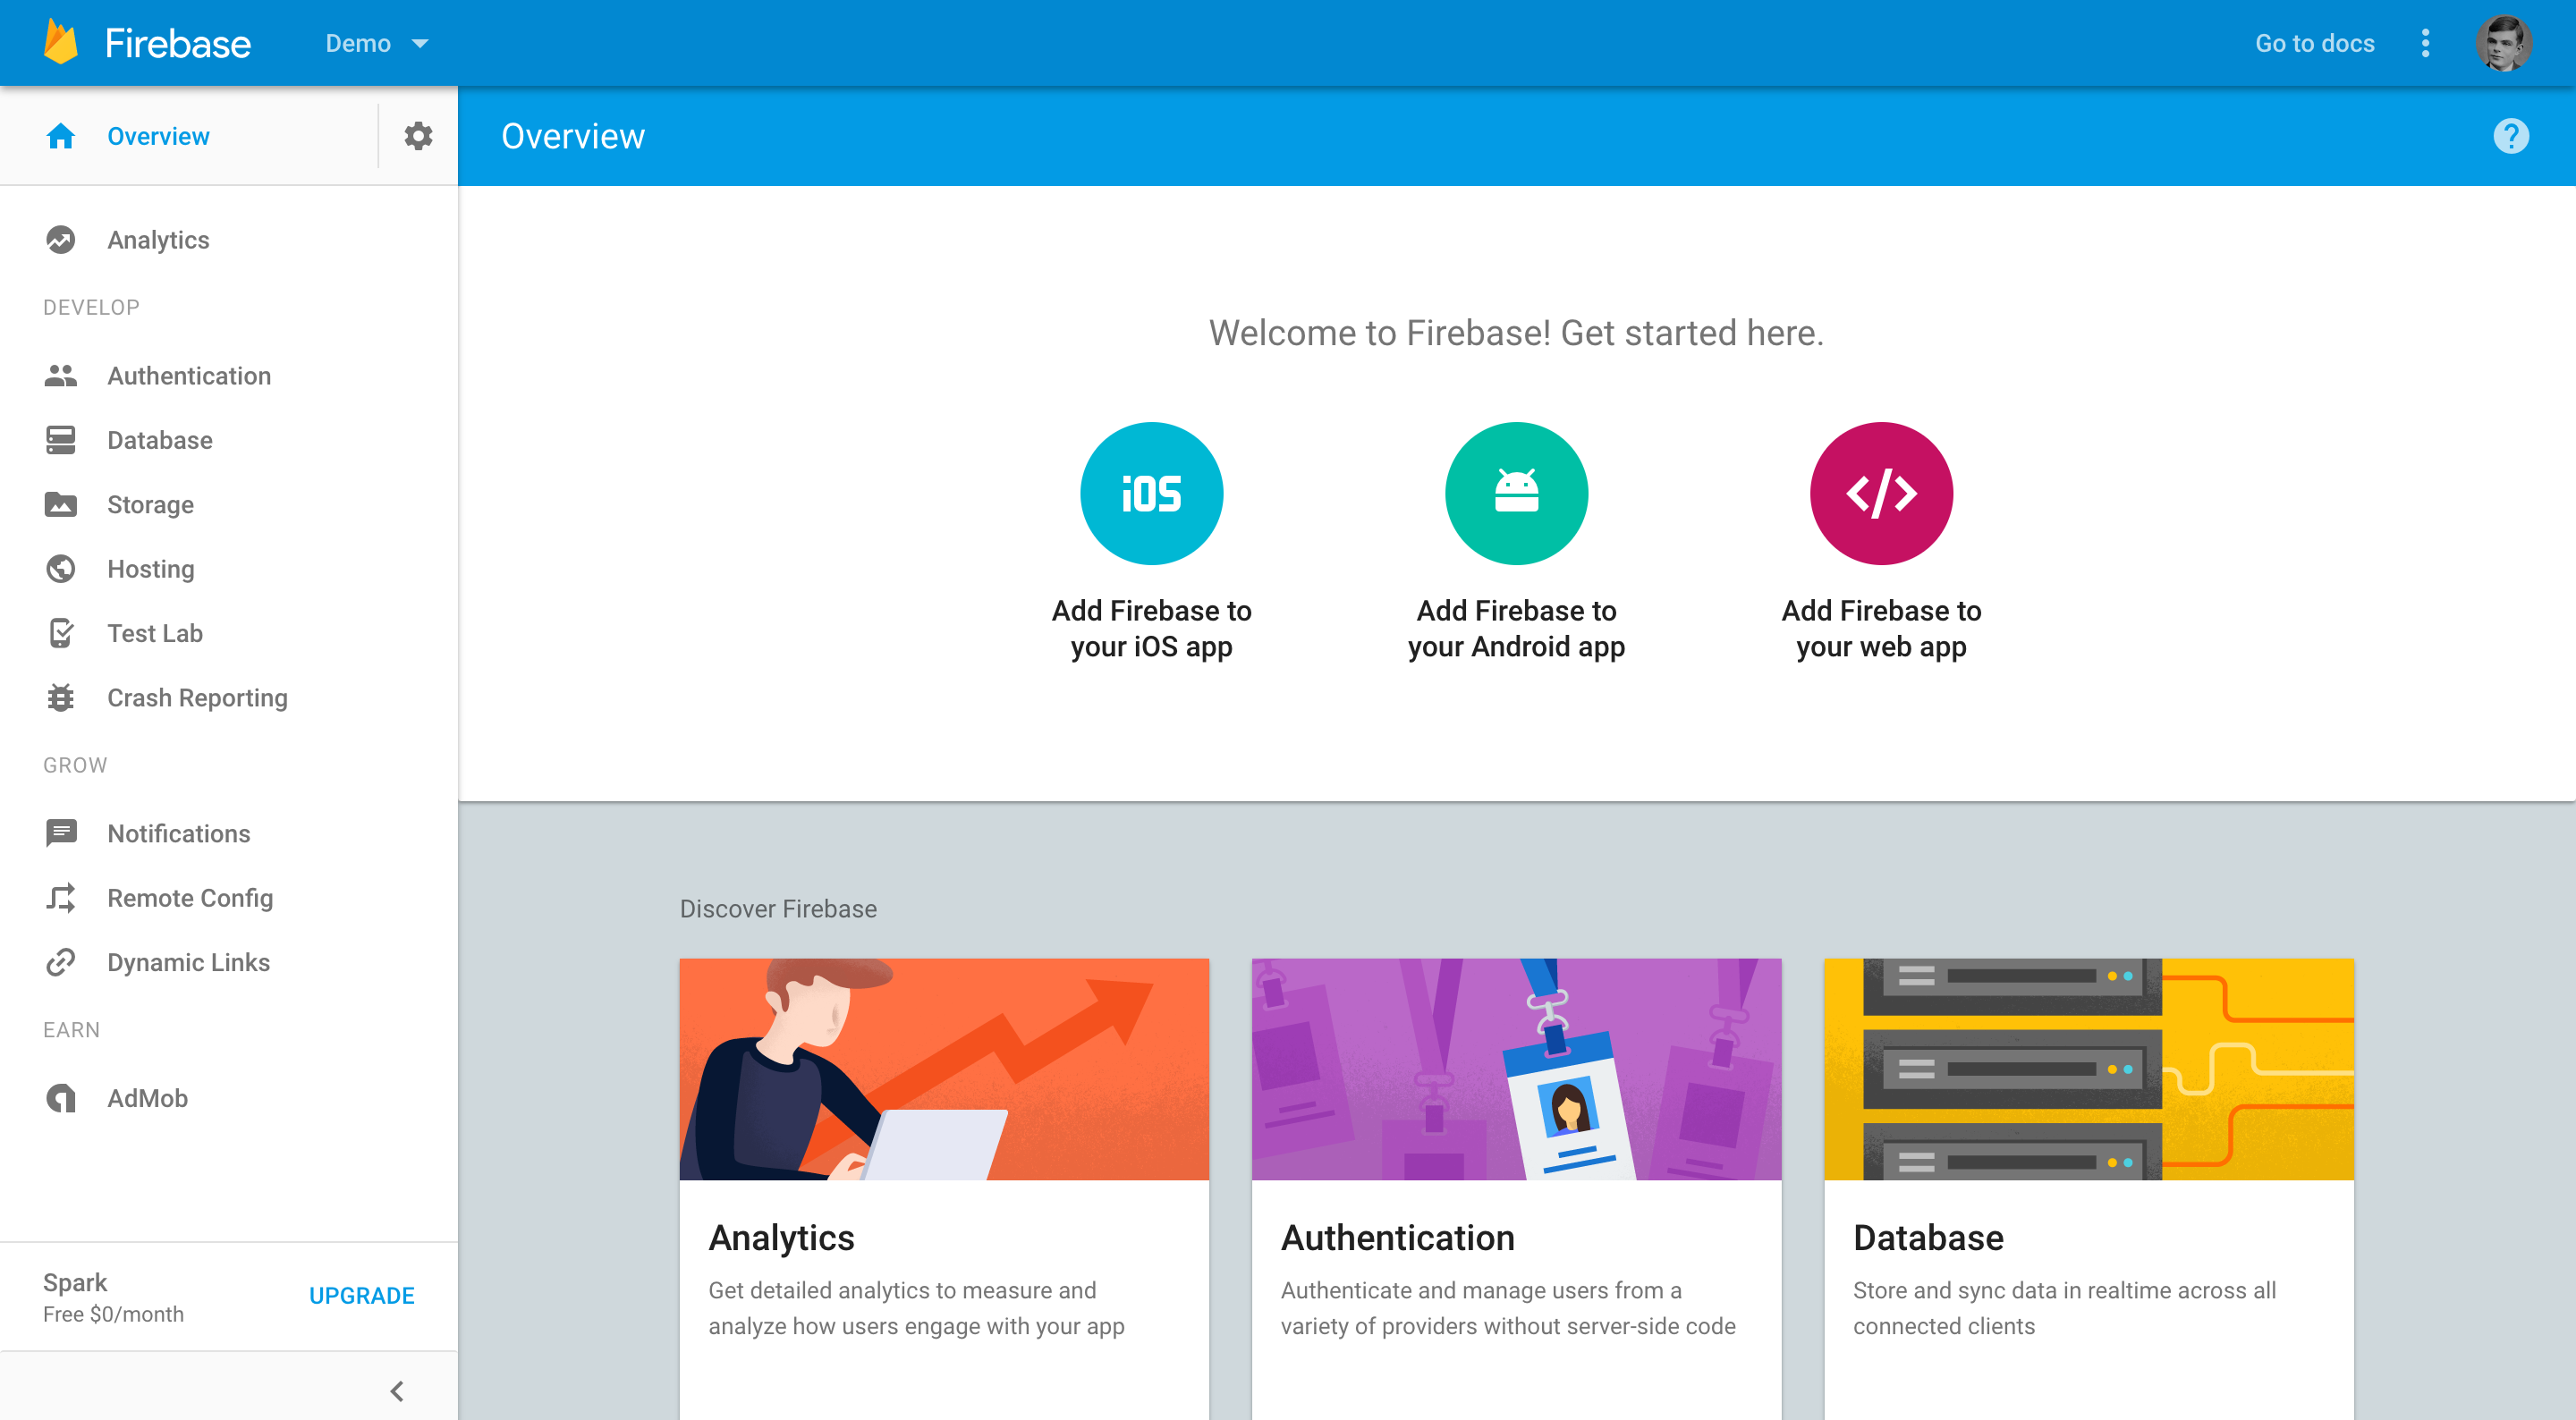 Firebase
Demo
Go to docs
Overview
Overview
Analytics
DEVELOP
Authentication
Database
Storage
Hosting
Test Lab
Crash Reporting
GROW
Notifications
Remote Config
Dynamic Links
EARN
AdMob
Spark
Free $0/month
UPGRADE
Welcome to Firebase! Get started here.
iOS
</>
Add Firebase to
your iOS app
Add Firebase to
your Android app
Add Firebase to
your web app
Discover Firebase
Analytics
Get detailed analytics to measure and
analyze how users engage with your app
Authentication
Authenticate and manage users from a
variety of providers without server-side code
Database
Store and sync data in realtime across all
connected clients